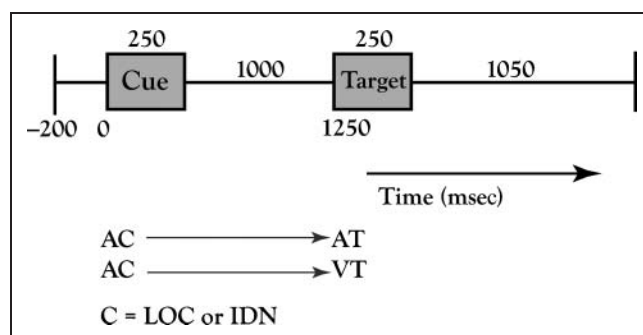 250 250
Cue 1000 Target 1050
–200 0 1250
Time (msec)
AC AT
AC VT
C = LOC or IDN